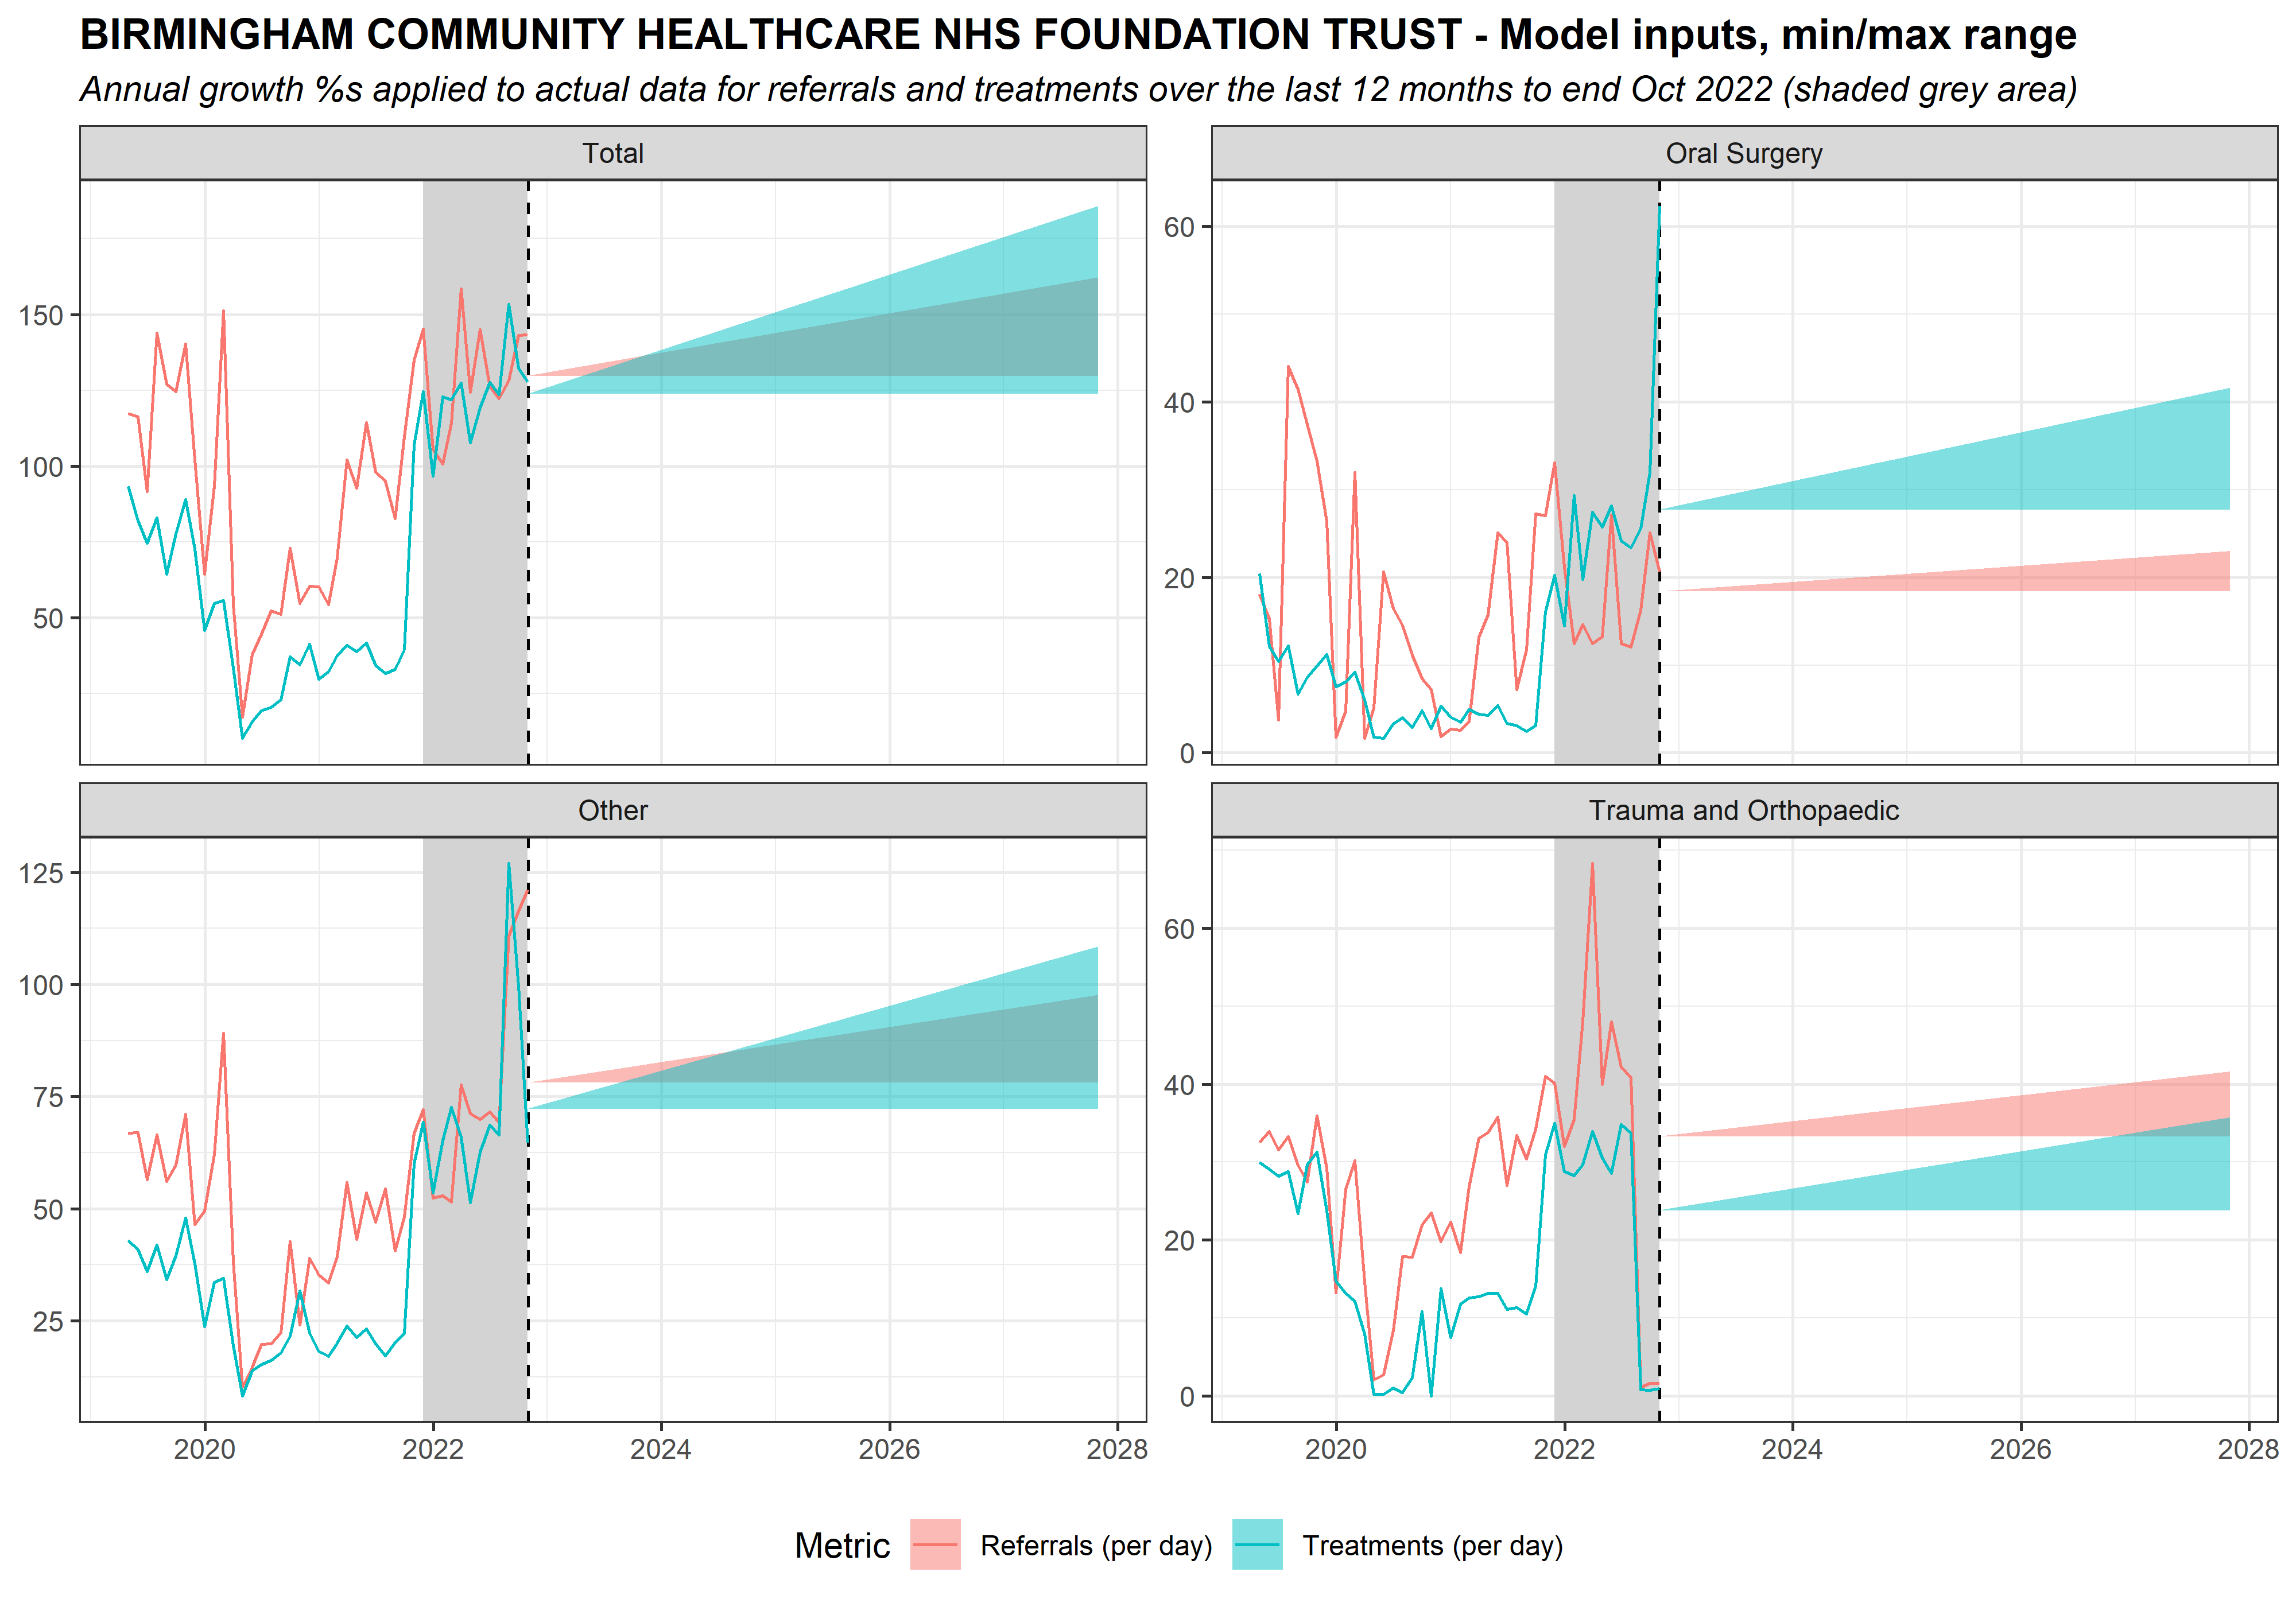 BIRMINGHAM COMMUNITY HEALTHCARE NHS FOUNDATION TRUST - Model inputs, min/max range
Annual growth %s applied to actual data for referrals and treatments over the last 12 months to end Oct 2022 (shaded grey area)
Total
150
100
50
Oral Surgery
60
40
20
0
Other
125
100
75
50
25
2020 2022 2024 2026 2028
Trauma and Orthopaedic
60
40
20
0
2020 2022 2024 2026 2028
Metric Referrals (per day) Treatments (per day)